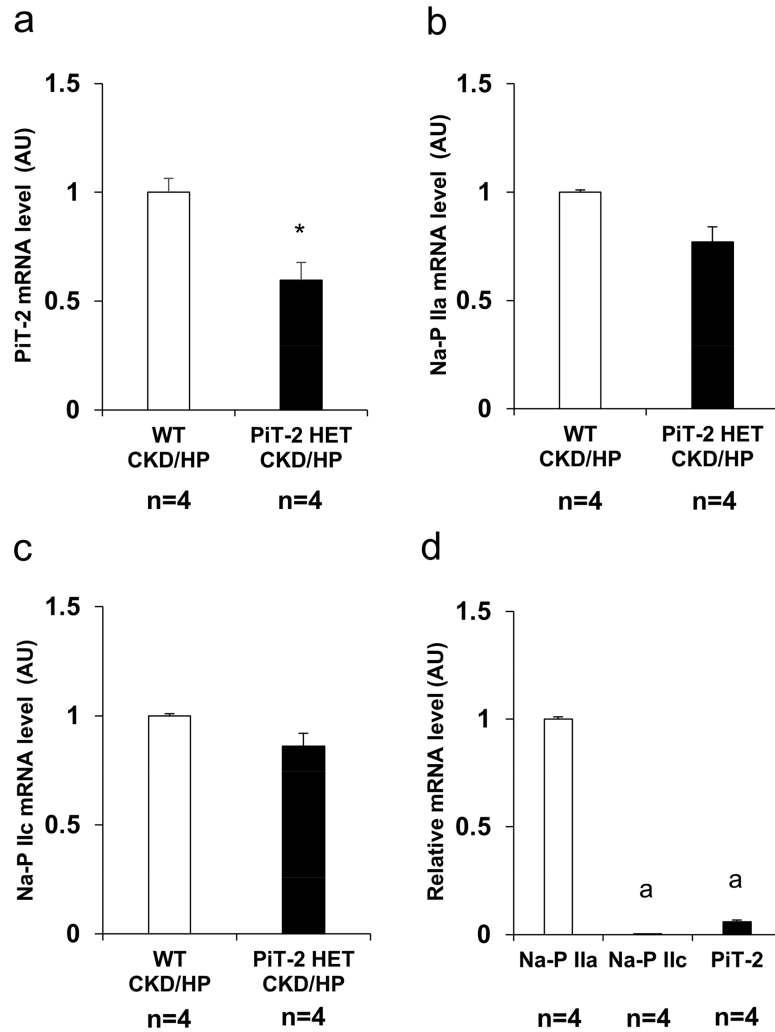 a
PiT-2 mRNA level (AU)
1.5
1
0.5
0
*
WT
CKD/HP
PiT-2 HET
CKD/HP
n=4
n=4
b
Na-P IIa mRNA level (AU)
1.5
1
0.5
0
WT
CKD/HP
PiT-2 HET
CKD/HP
n=4
n=4
c
Na-P IIc mRNA level (AU)
1.5
1
0.5
0
WT
CKD/HP
PiT-2 HET
CKD/HP
n=4
n=4
d
Relative mRNA level (AU)
1.5
1
0.5
0
a
a
Na-P IIa
Na-P IIc
PiT-2
n=4
n=4
n=4